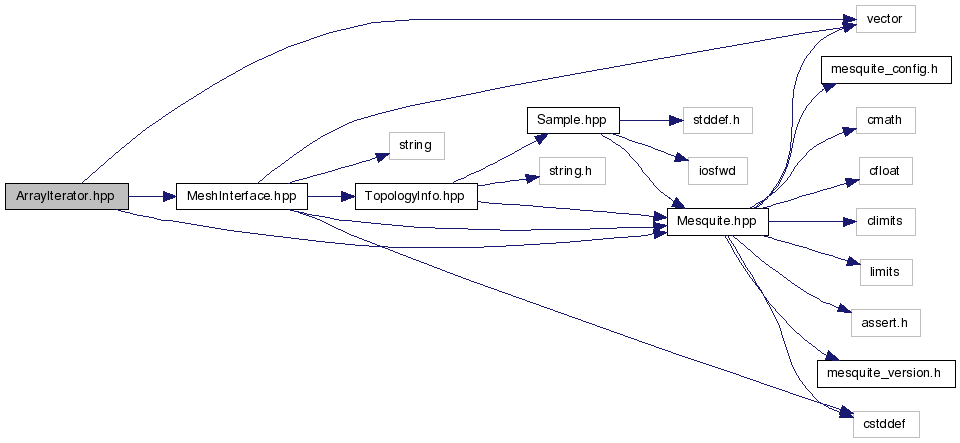 vector
mesquite_config.h
Sample.hpp
stddef.h
cmath
string
string.h
iosfwd
cfloat
ArrayIterator.hpp
MeshInterface.hpp
TopologyInfo.hpp
Mesquite.hpp
climits
limits
assert.h
mesquite_version.h
cstddef